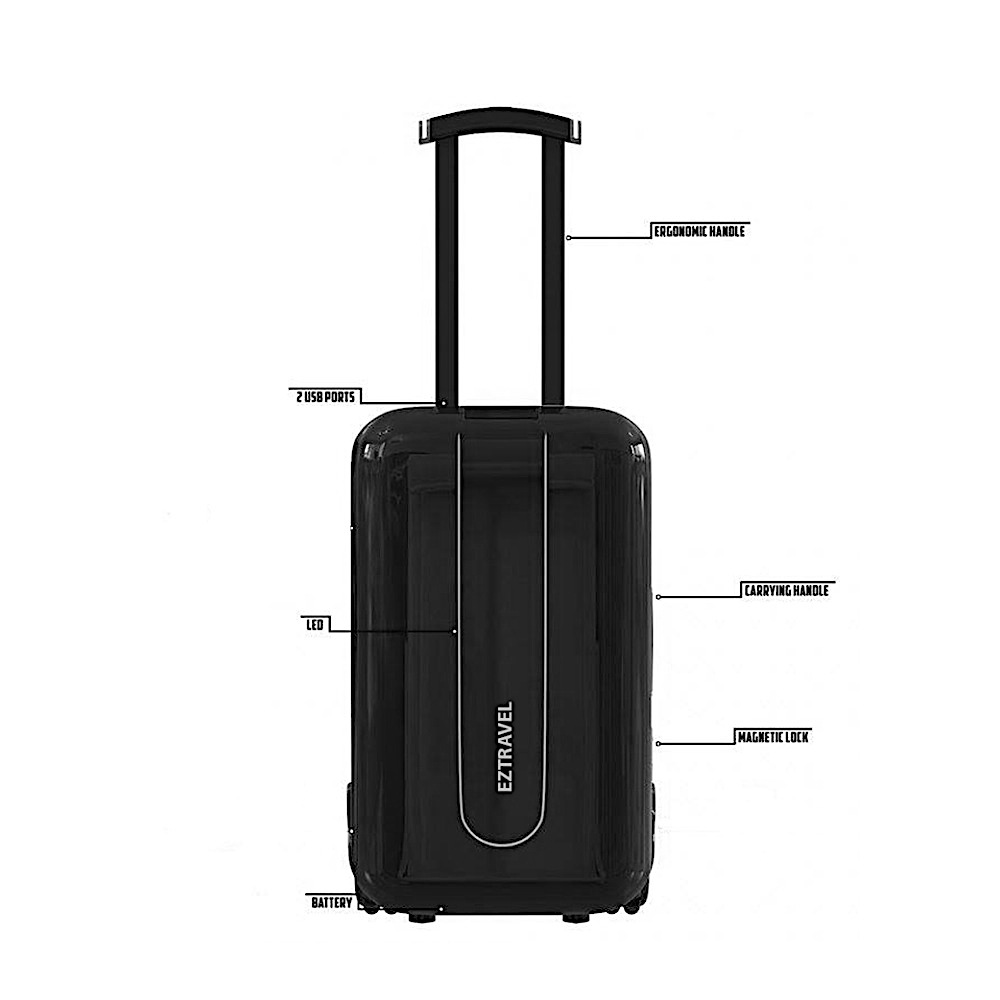 ERGONOMIC HANDLE
2 USB PORTS
CARRYING HANDLE
LED
EZTRAVEL
MAGNETIC LOCK
BATTERY